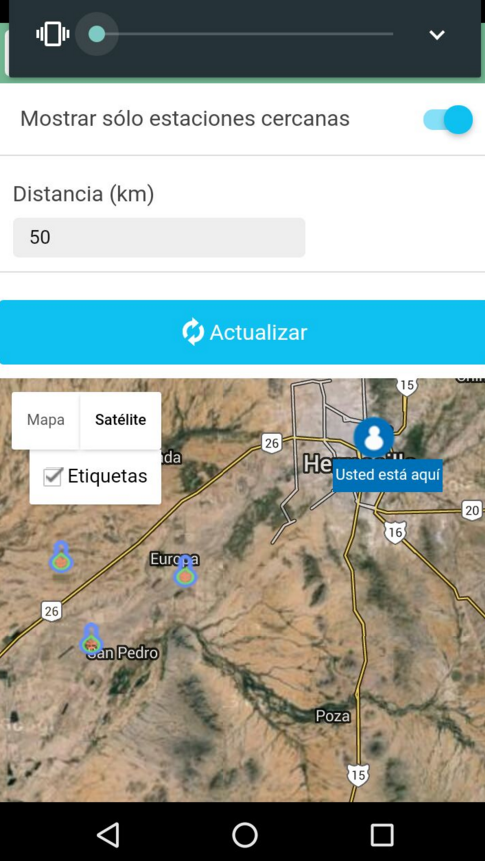 Mostrar sólo estaciones cercanas
Distancia (km)
50
Actualizar
Mapa
Satélite
Etiquetas
15
26
Usted está aquí
20
16
Europa
26
San Pedro
Poza
15